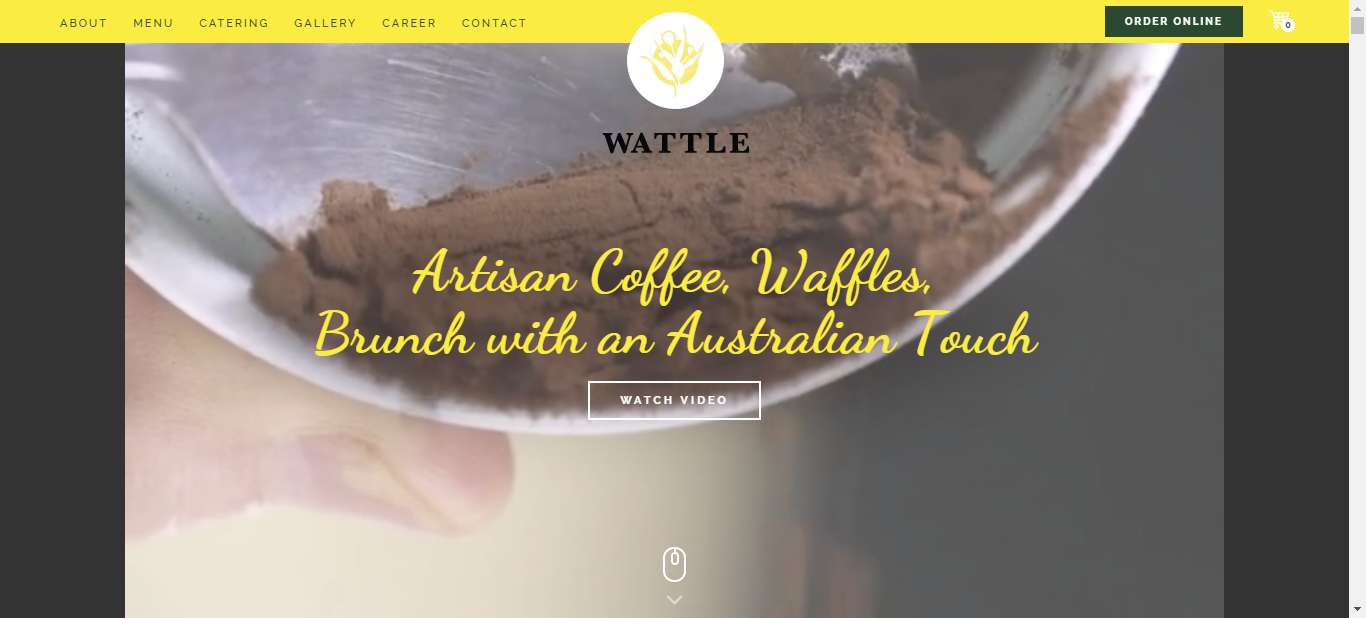 ABOUT MENU CATERING GALLERY CAREER CONTACT
ORDER ONLINE
0
WATTLE
Artisan Coffee, Waffles,
Brunch with an Australian Touch
WATCH VIDEO